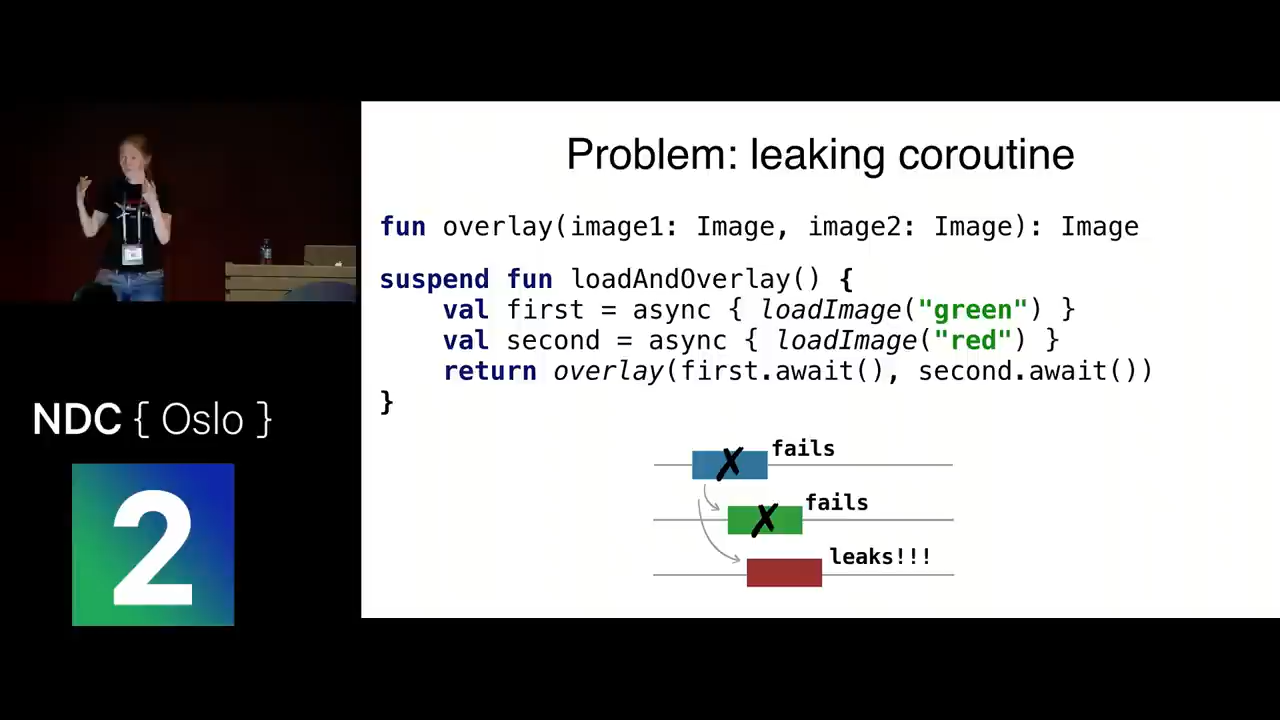 Problem: leaking coroutine
fun overlay(image1: Image, image2: Image): Image
suspend fun loadAndOverlay() {
val first = async { loadImage("green") }
val second = async { loadImage("red") }
return overlay(first.await(), second.await())
}
fails
fails
leaks!!!
NDC { Oslo }
2